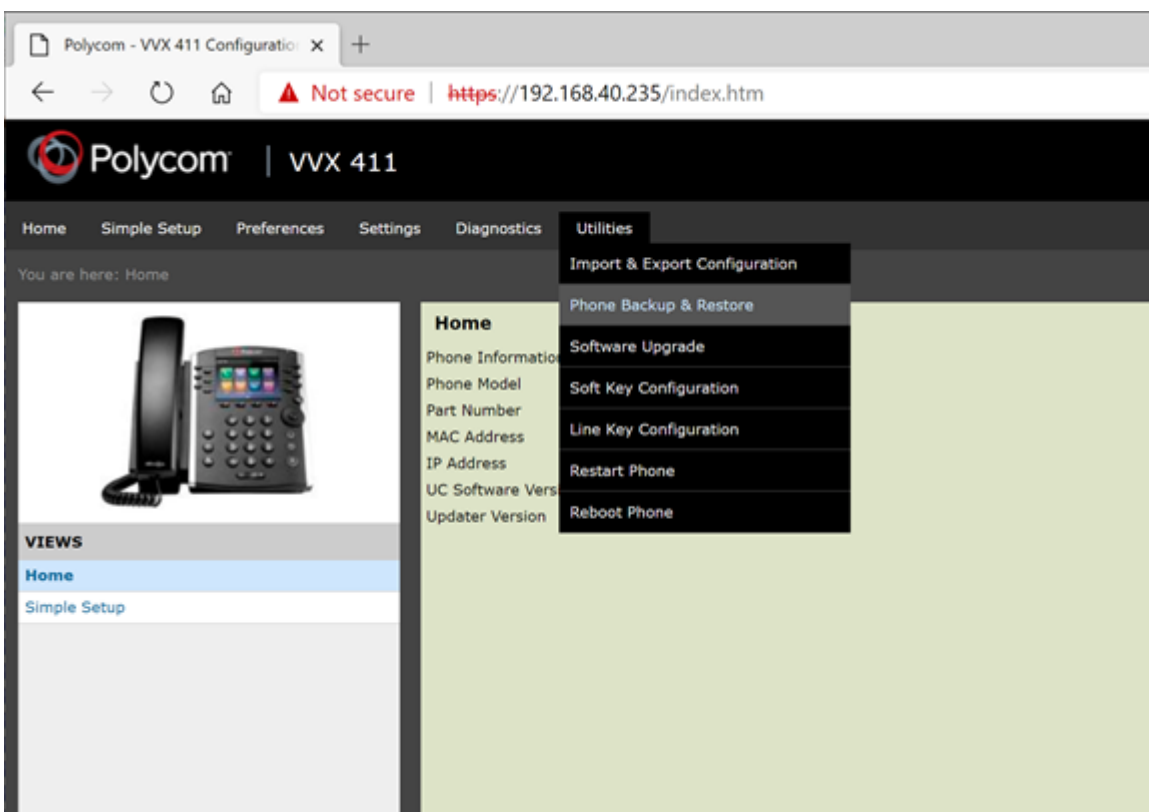 Polycom - VVX 411 Configuratio
Not secure | https://192.168.40.235/index.htm
Polycom | VVX 411
Home Simple Setup Preferences Settings Diagnostics Utilities
You are here: Home
Import & Export Configuration
Phone Backup & Restore
Software Upgrade
Soft Key Configuration
Line Key Configuration
Restart Phone
Reboot Phone
VIEWS
Home
Simple Setup
Home
Phone Informatio
Phone Model
Part Number
MAC Address
IP Address
UC Software Vers
Updater Version